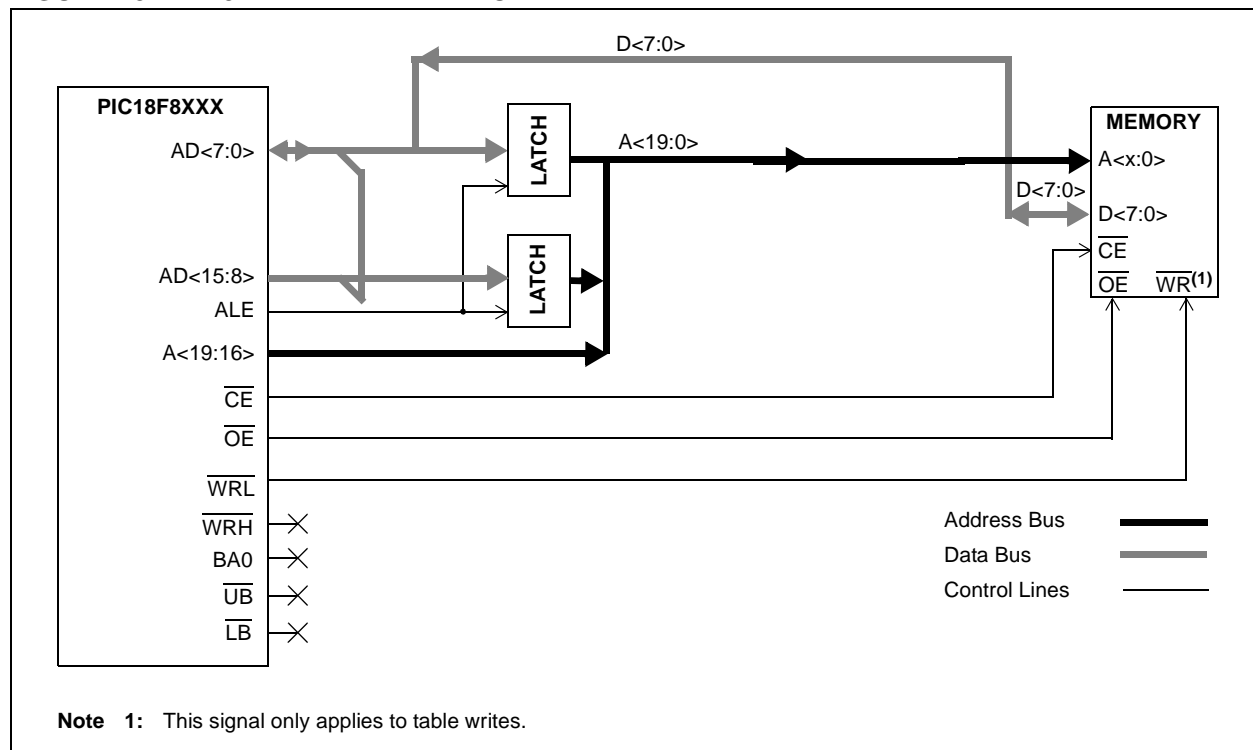 D<7:0>
PIC18F8XXX
AD<7:0>
LATCH
A<19:0>
MEMORY
A<x:0>
D<7:0>
D<7:0>
CE
OE WR(1)
AD<15:8>
LATCH
ALE
A<19:16>
CE
OE
WRL
WRH
BA0
UB
LB
Address Bus
Data Bus
Control Lines
Note 1: This signal only applies to table writes.